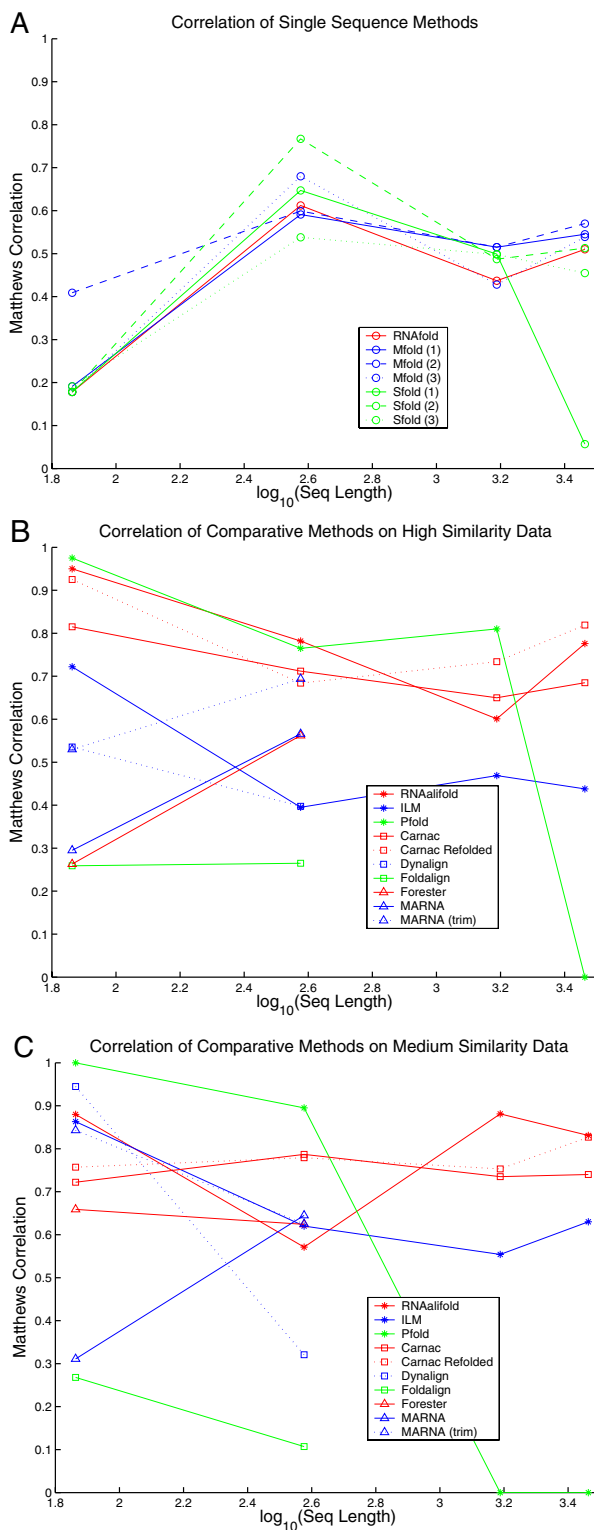 A
Correlation of Single Sequence Methods
1
0.9
0.8
0.7
0.6
0.5
0.4
0.3
0.2
0.1
0
Matthews Correlation
RNAfold
Mfold (1)
Mfold (2)
Mfold (3)
Sfold (1)
Sfold (2)
Sfold (3)
1.8 2 2.2 2.4 2.6 2.8 3 3.2 3.4
log10(Seq Length)
B
Correlation of Comparative Methods on High Similarity Data
1
0.9
0.8
0.7
0.6
0.5
0.4
0.3
0.2
0.1
0
Matthews Correlation
RNAalifold
ILM
Pfold
Carnac
Carnac Refolded
Dynalign
Foldalign
Forester
MARNA
MARNA (trim)
1.8 2 2.2 2.4 2.6 2.8 3 3.2 3.4
log10(Seq Length)
C
Correlation of Comparative Methods on Medium Similarity Data
1
0.9
0.8
0.7
0.6
0.5
0.4
0.3
0.2
0.1
0
Matthews Correlation
RNAalifold
ILM
Pfold
Carnac
Carnac Refolded
Dynalign
Foldalign
Forester
MARNA
MARNA (trim)
1.8 2 2.2 2.4 2.6 2.8 3 3.2 3.4
log10(Seq Length)